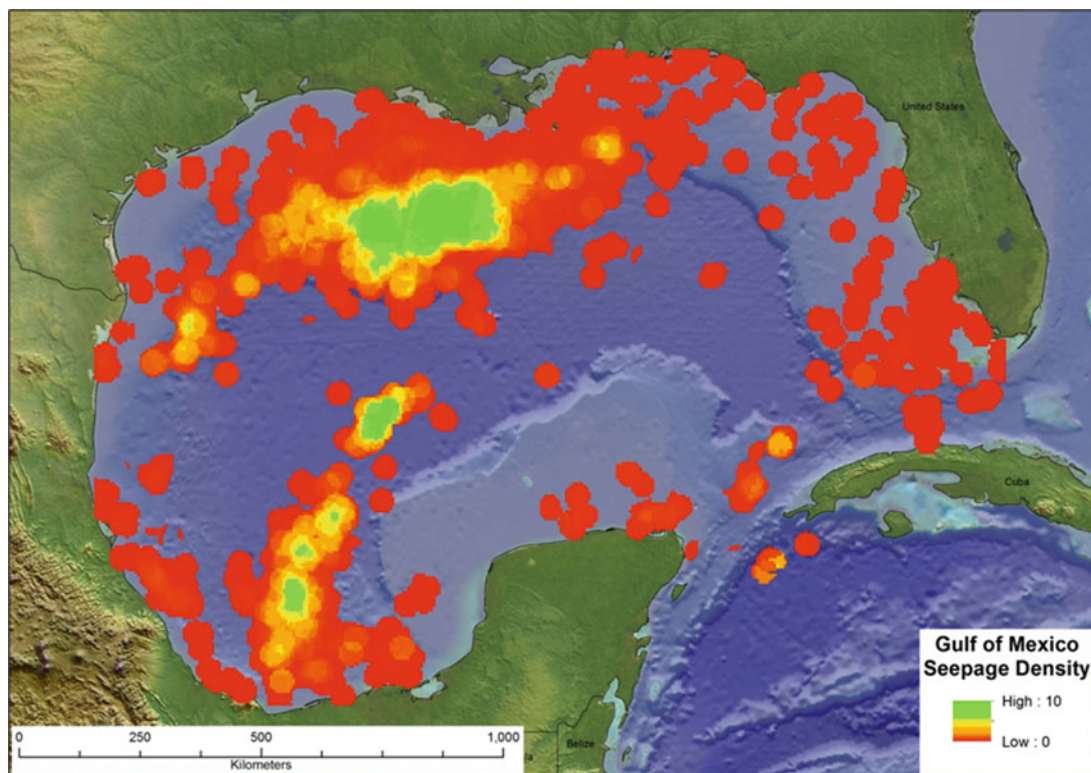 United States
Cuba
Gulf of Mexico
Seepage Density
High : 10
Low : 0
0 250 500 1,000
Kilometers
Belize